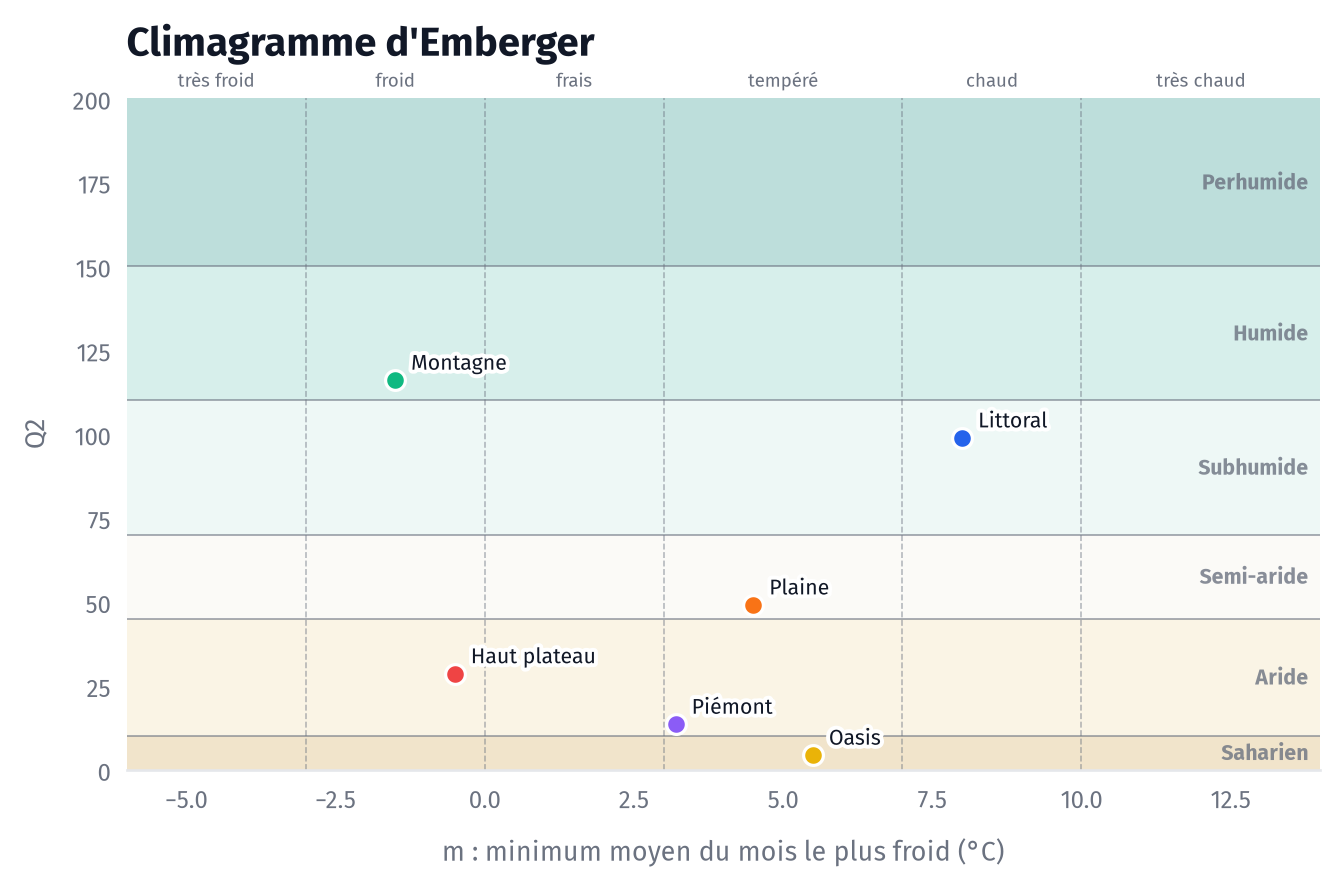 Climagramme d'Emberger
très froid froid frais tempéré chaud très chaud
200
175
Perhumide
150
Humide
125
Montagne
Q2
100
Littoral
Subhumide
75
Semi-aride
50
Plaine
Haut plateau
25
Aride
Piémont
Oasis
Saharien
0
−5.0 −2.5 0.0 2.5 5.0 7.5 10.0 12.5
m : minimum moyen du mois le plus froid (°C)